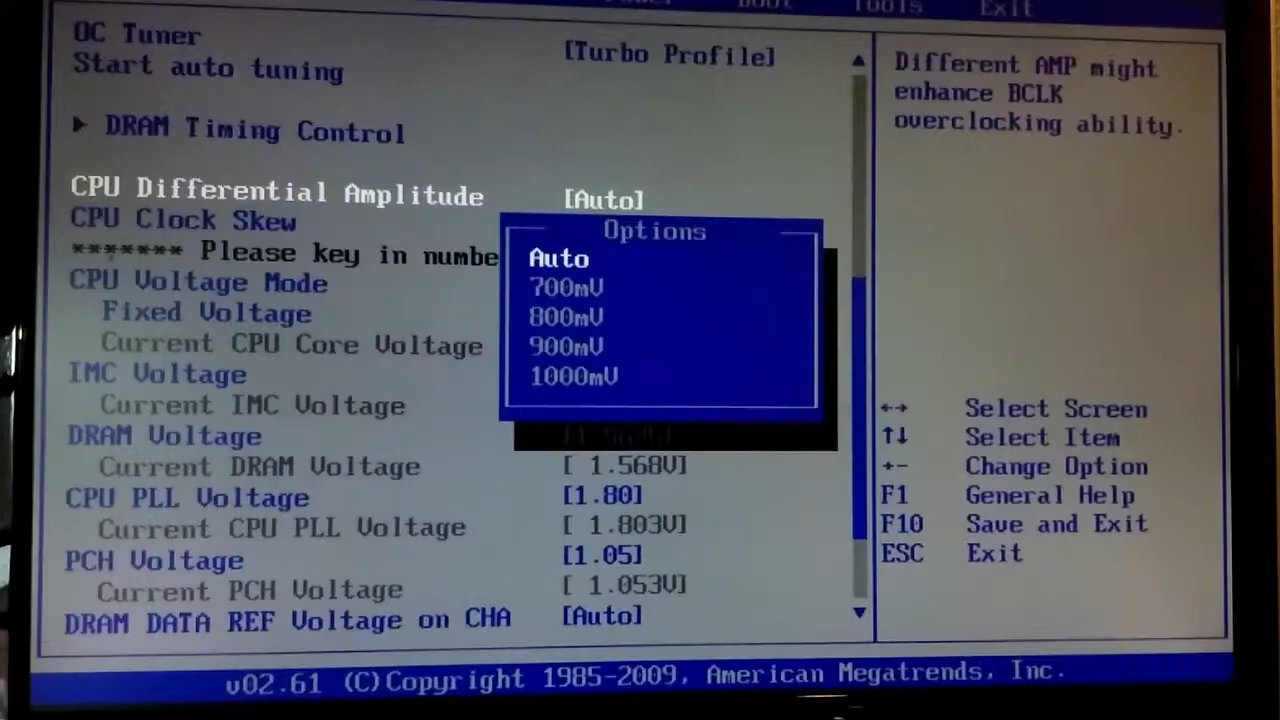 Power Boot Tools Exit
OC Tuner [Turbo Profile]
Start auto tuning
DRAM Timing Control
CPU Differential Amplitude [Auto]
CPU Clock Skew
******* Please key in numbe
CPU Voltage Mode
Fixed Voltage
Current CPU Core Voltage
IMC Voltage
Current IMC Voltage
DRAM Voltage
Current DRAM Voltage [ 1.568V]
CPU PLL Voltage [1.80]
Current CPU PLL Voltage [ 1.803V]
PCH Voltage [1.05]
Current PCH Voltage [ 1.053V]
DRAM DATA REF Voltage on CHA [Auto]
Options
Auto
700mV
800mV
900mV
1000mV
Different AMP might
enhance BCLK
overclocking ability.
←→ Select Screen
↑↓ Select Item
+- Change Option
F1 General Help
F10 Save and Exit
ESC Exit
v02.61 (C)Copyright 1985-2009, American Megatrends, Inc.